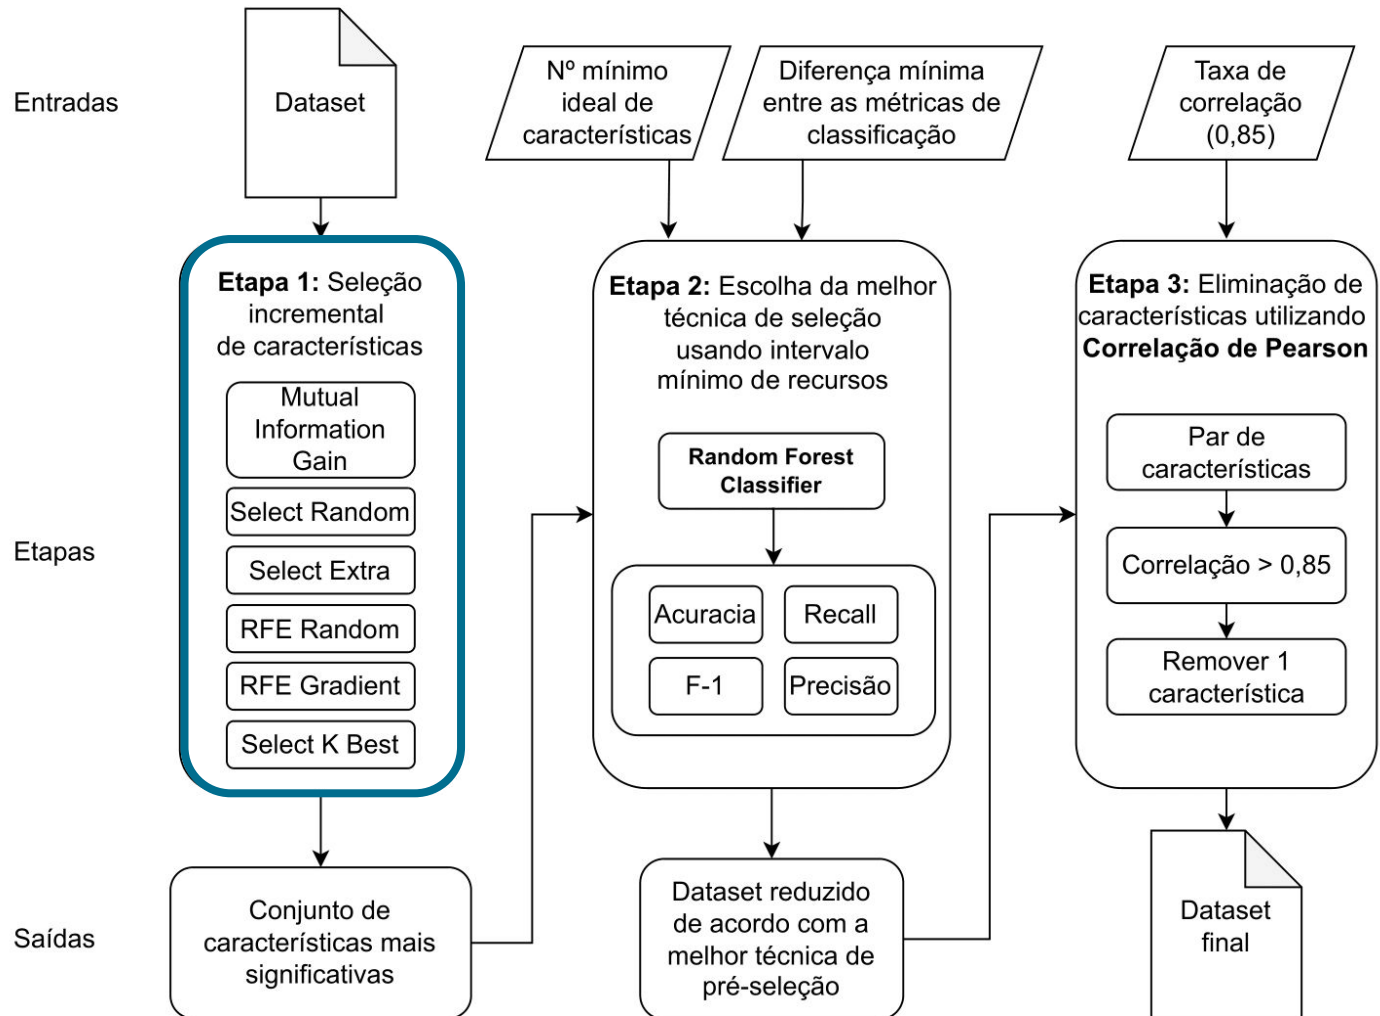 Entradas
Dataset
Nº mínimo
ideal de
características
Diferença mínima
entre as métricas de
classificação
Taxa de
correlação
(0,85)
Etapas
Etapa 1: Seleção
incremental
de características
Mutual
Information
Gain
Select Random
Select Extra
RFE Random
RFE Gradient
Select K Best
Etapa 2: Escolha da melhor
técnica de seleção
usando intervalo
mínimo de recursos
Random Forest
Classifier
Acuracia
Recall
F-1
Precisão
Etapa 3: Eliminação de
características utilizando
Correlação de Pearson
Par de
características
Correlação > 0,85
Remover 1
característica
Saídas
Conjunto de
características mais
significativas
Dataset reduzido
de acordo com a
melhor técnica de
pré-seleção
Dataset
final